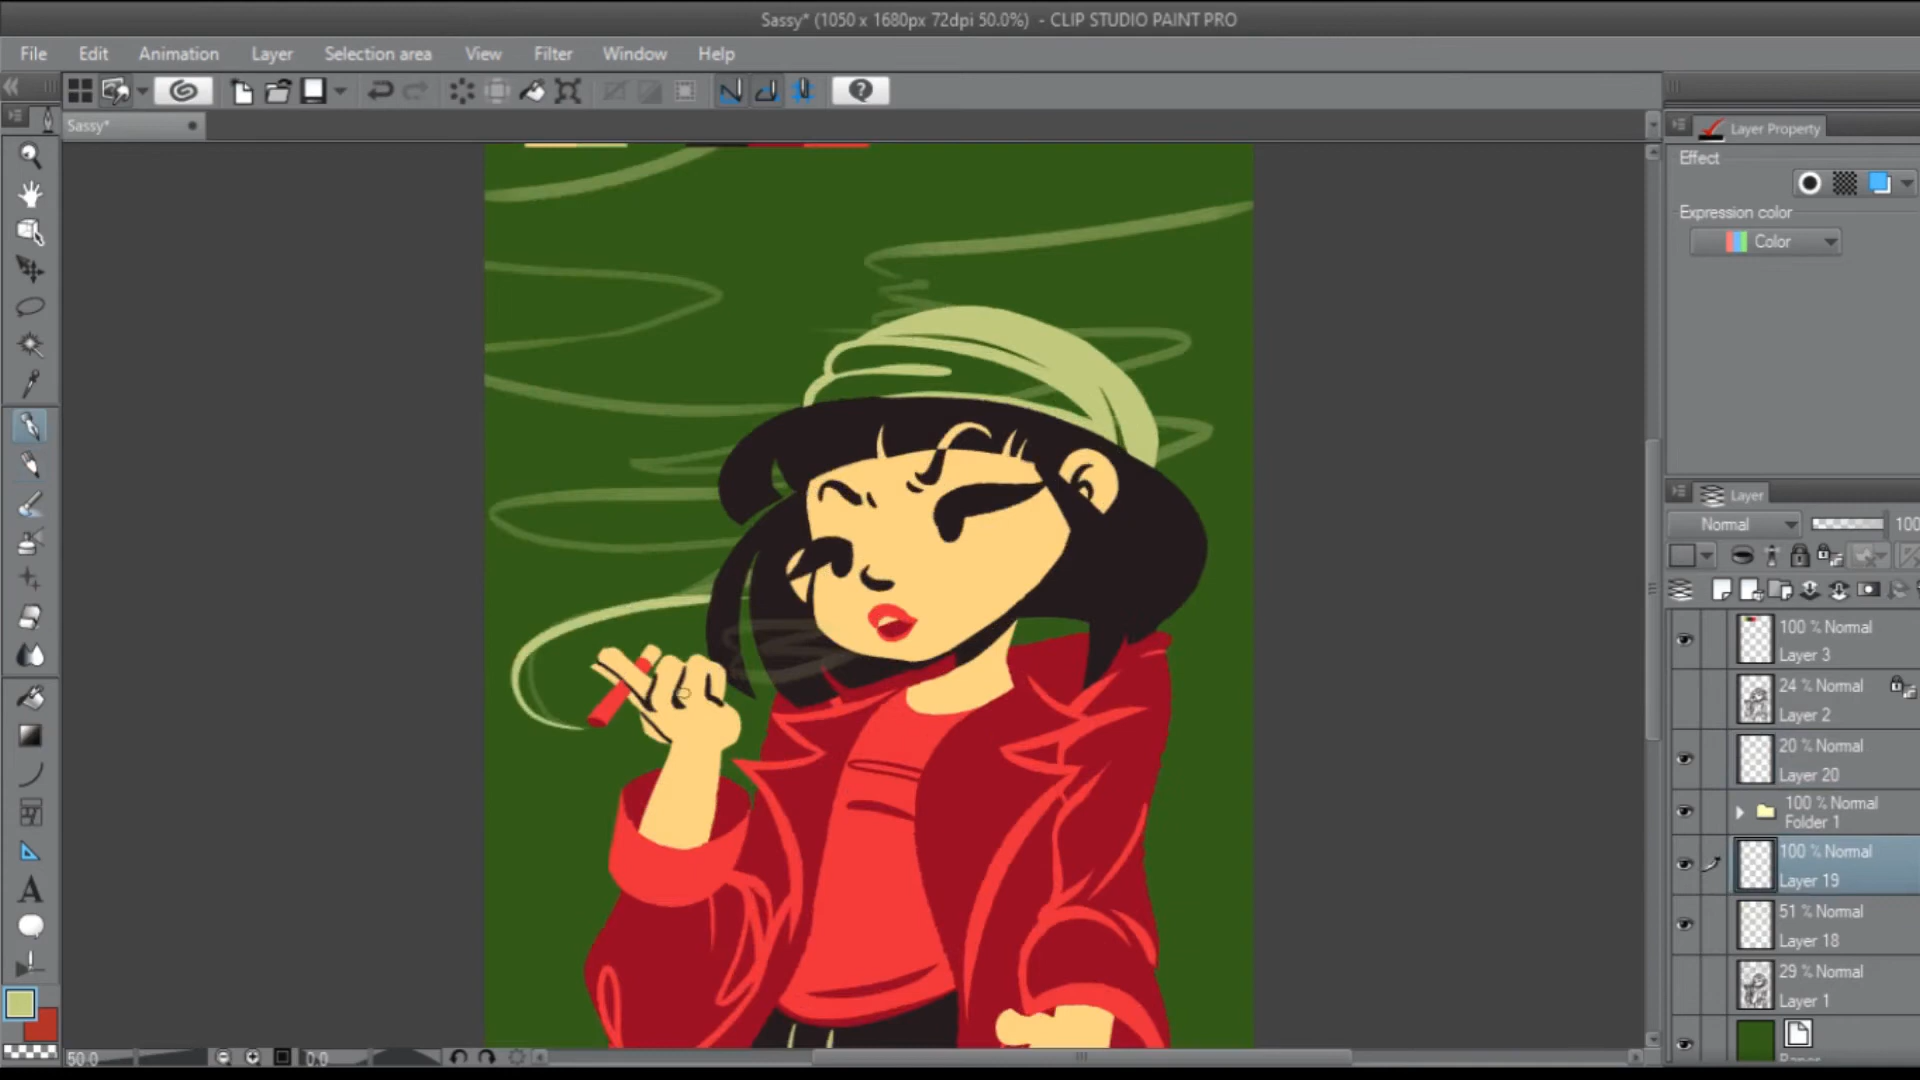 Sassy* (1050 x 1680px 72dpi 50.0%) - CLIP STUDIO PAINT PRO
File Edit Animation Layer Selection area View Filter Window Help
Sassy*
Layer Property
Effect
Expression color
Color
Layer
Normal 100
100 % Normal
Layer 3
24 % Normal
Layer 2
20 % Normal
Layer 20
100 % Normal
Folder 1
100 % Normal
Layer 19
51 % Normal
Layer 18
29 % Normal
Layer 1
50.0 0.0